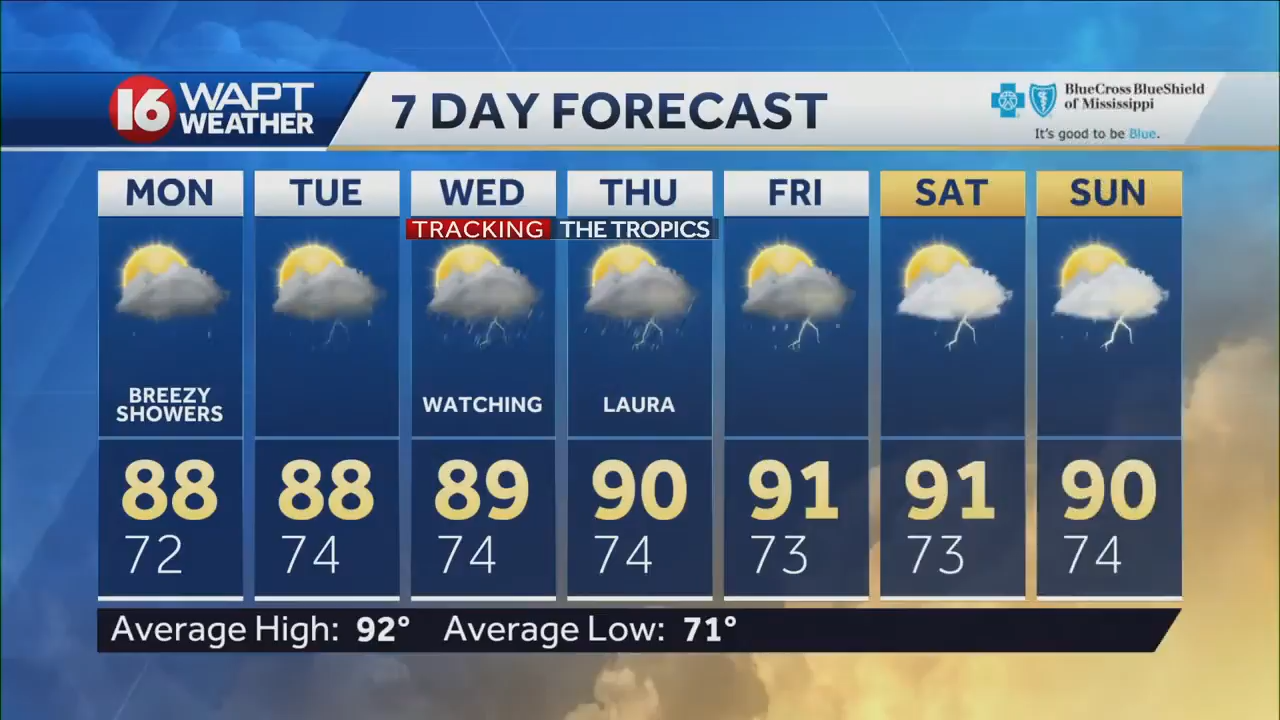 16 WAPT
WEATHER
7 DAY FORECAST
BlueCross BlueShield
of Mississippi
It's good to be Blue.
MON TUE WED THU FRI SAT SUN
TRACKING THE TROPICS
BREEZY
SHOWERS
WATCHING LAURA
88 88 89 90 91 91 90
72 74 74 74 73 73 74
Average High: 92° Average Low: 71°